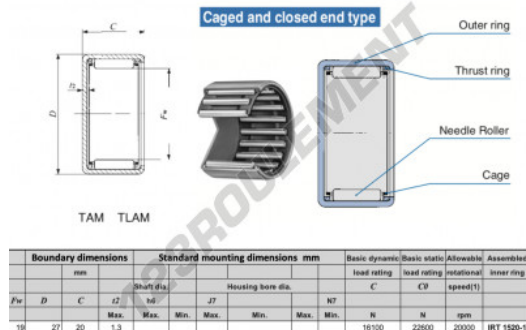 Caged and closed end type
C
t2
D
Fw
TAM TLAM
Outer ring
Thrust ring
Needle Roller
Cage
123ROULEMENT
Boundary dimensions Standard mounting dimensions mm Basic dynamic Basic static Allowable Assembled
mm load rating load rating rotational inner ring
Shaft dia. Housing bore dia. C C0 speed(1)
Fw D C t2 h6 J7 N7
Max. Max. Min. Max. Min. Max. Min. N N rpm
19 27 20 1.3 16100 22600 20000 IRT 1520-1